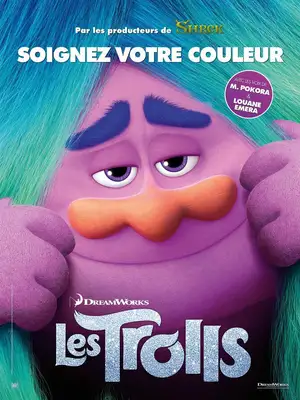 Par les producteurs de SHREK
SOIGNEZ VOTRE COULEUR
AVEC LES VOIX DE
M. POKORA
&
LOUANE
EMERA
DREAMWORKS
LES TROLLS
DREAMWORKS